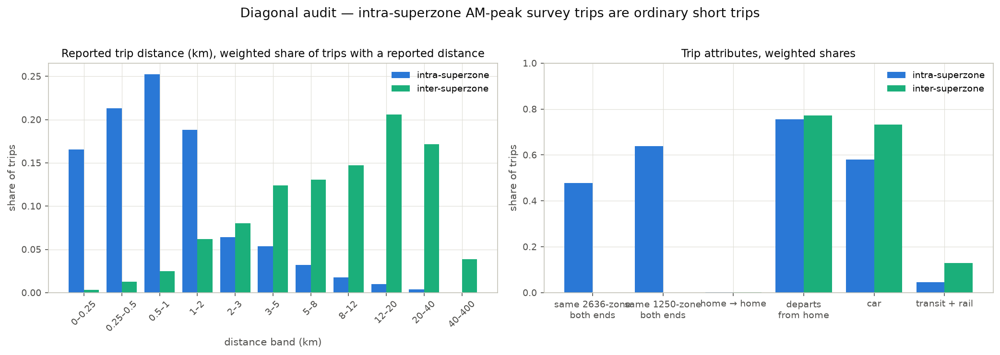 Diagonal audit — intra-superzone AM-peak survey trips are ordinary short trips
Reported trip distance (km), weighted share of trips with a reported distance
intra-superzone
inter-superzone
share of trips
0.25
0.20
0.15
0.10
0.05
0.00
0–0.25
0.25–0.5
0.5–1
1–2
2–3
3–5
5–8
8–12
12–20
20–40
40–400
distance band (km)
Trip attributes, weighted shares
intra-superzone
inter-superzone
share of trips
1.0
0.8
0.6
0.4
0.2
0.0
same 2636-zone
both ends
same 1250-zone
both ends
home → home
departs
from home
car
transit + rail